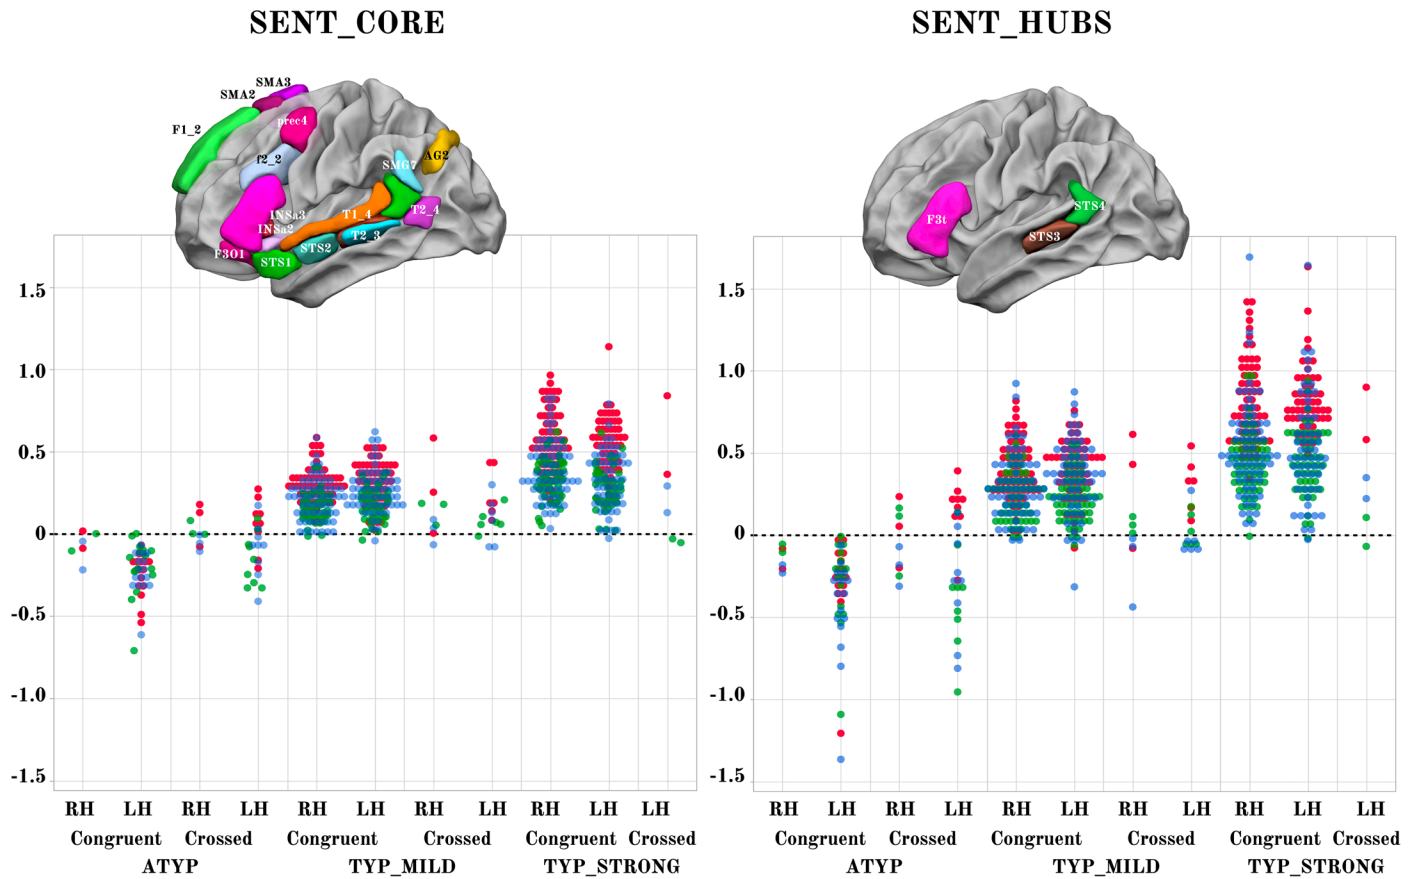 SENT_CORE
SENT_HUBS
SMA3
SMA2
prec4
F1_2
f2_2
AG2
SMG7
INSa3
INSa2
T1_4
T2_4
T2_3
STS2
F3O1
STS1
F3t
STS4
STS3
1.5
1.0
0.5
0
-0.5
-1.0
-1.5
1.5
1.0
0.5
0
-0.5
-1.0
-1.5
RH LH RH LH RH LH RH LH RH LH LH
Congruent Crossed Congruent Crossed Congruent Crossed
ATYP TYP_MILD TYP_STRONG
RH LH RH LH RH LH RH LH RH LH LH
Congruent Crossed Congruent Crossed Congruent Crossed
ATYP TYP_MILD TYP_STRONG